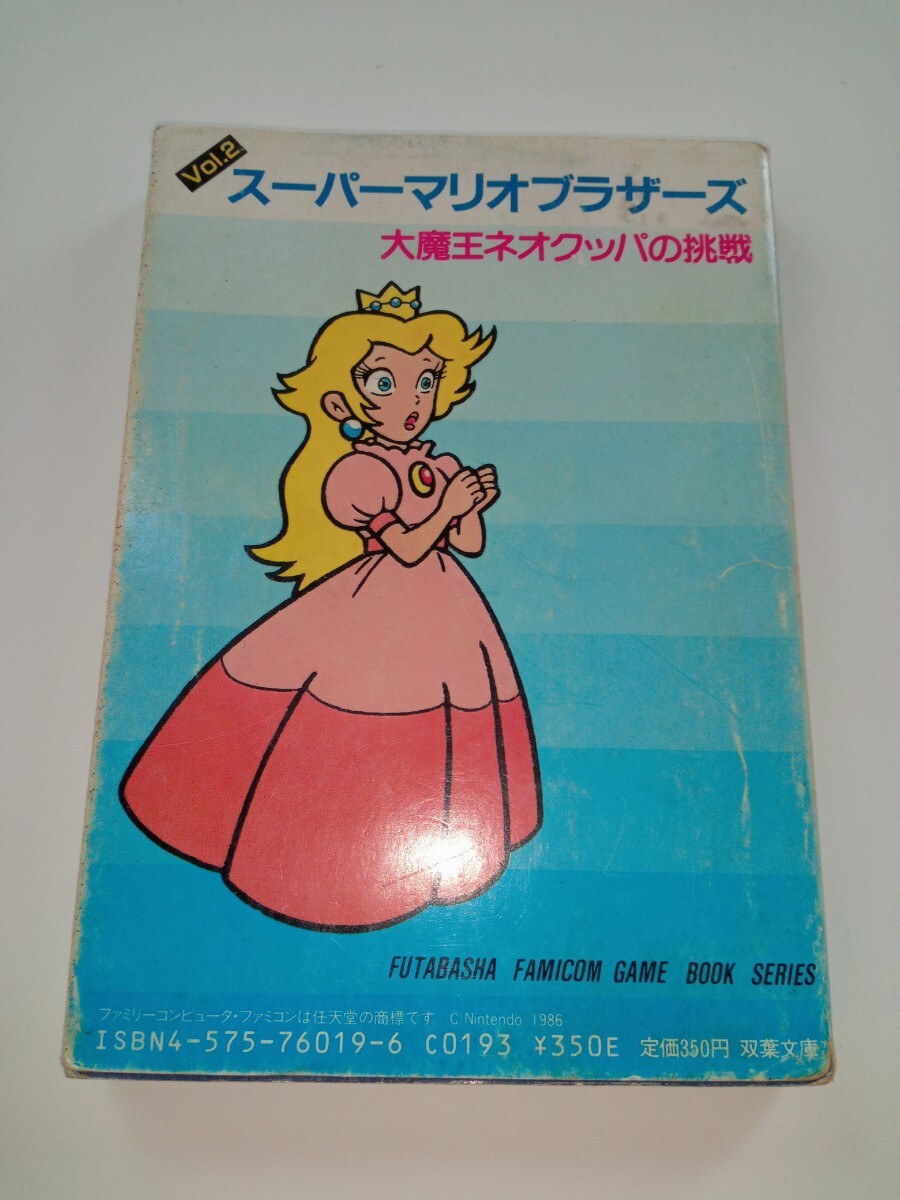 Vol.2
スーパーマリオブラザーズ
大魔王ネオクッパの挑戦
FUTABASHA FAMICOM GAME BOOK SERIES
ファミリーコンピュータ・ファミコンは任天堂の商標です C Nintendo 1986
ISBN4-575-76019-6 C0193 ¥350E 定価350円 双葉文庫